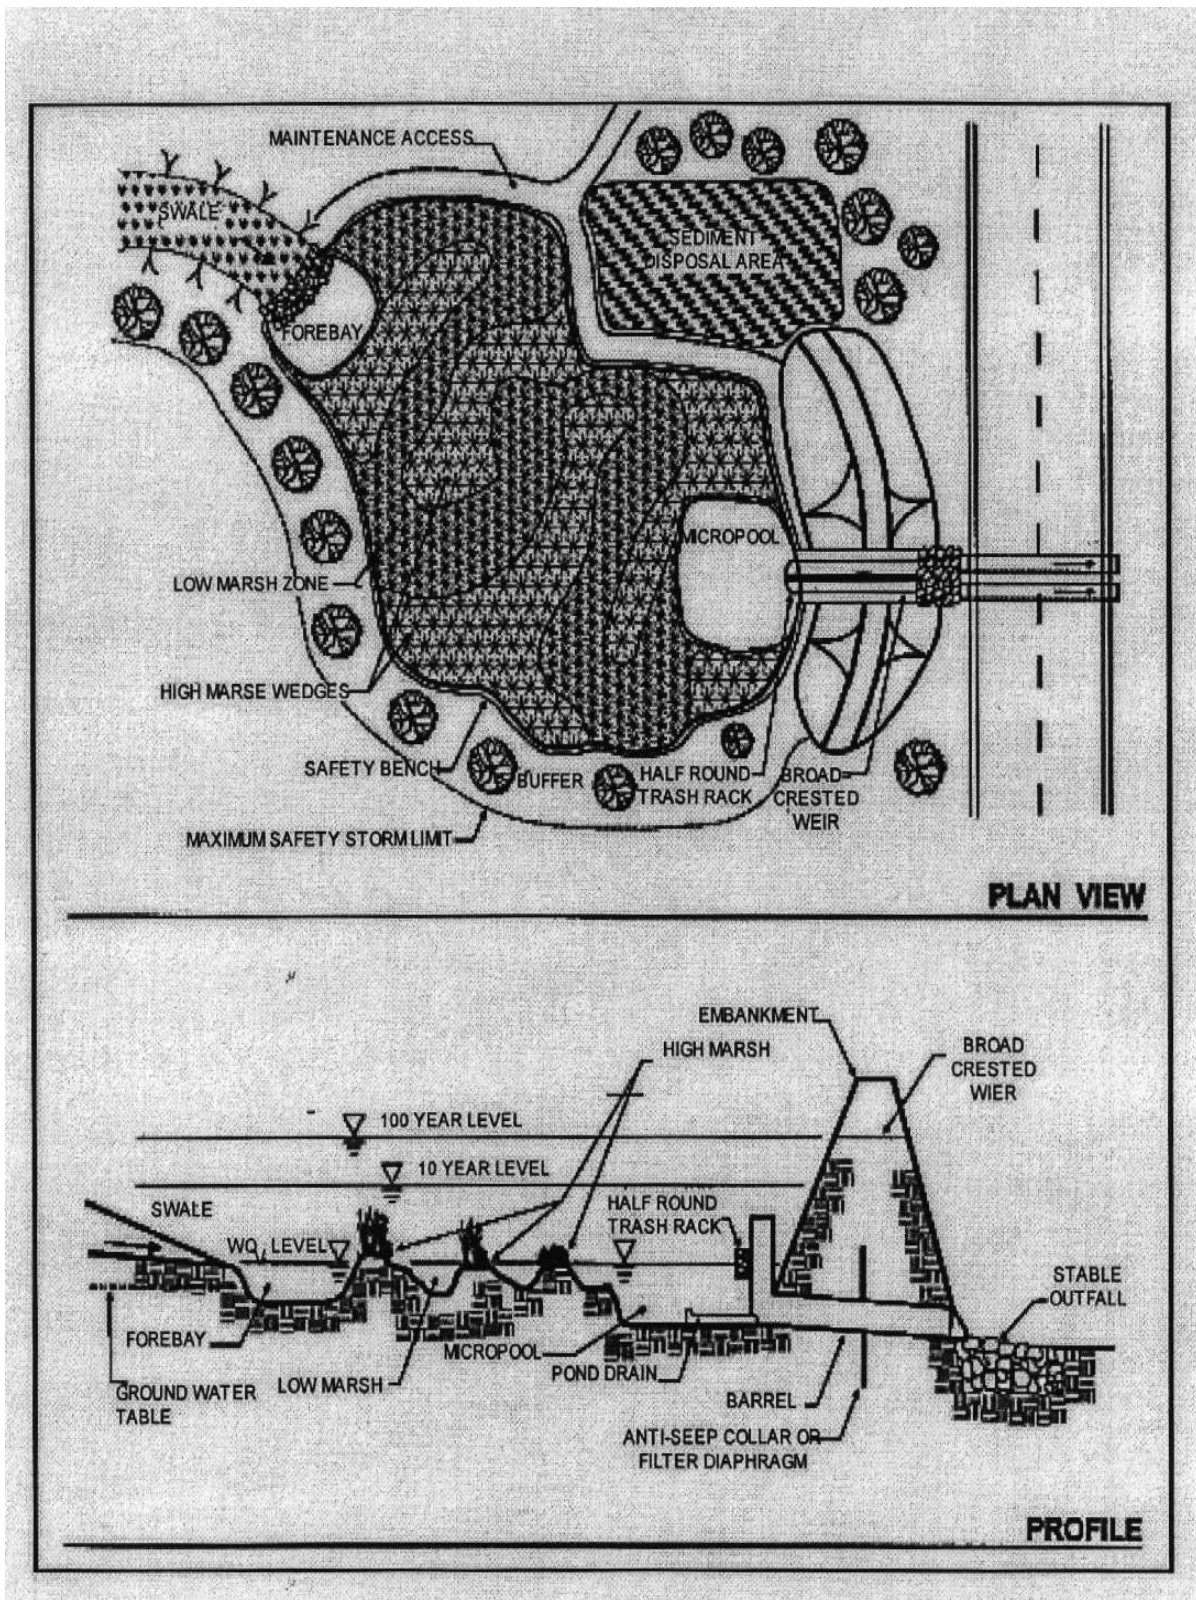 MAINTENANCE ACCESS
SWALE
SEDIMENT
DISPOSAL AREA
FOREBAY
MICROPOOL
LOW MARSH ZONE
HIGH MARSE WEDGES
SAFETY BENCH
BUFFER
HALF ROUND
TRASH RACK
BROAD
CRESTED
WEIR
MAXIMUM SAFETY STORM LIMIT
PLAN VIEW
EMBANKMENT
HIGH MARSH
BROAD
CRESTED
WIER
100 YEAR LEVEL
10 YEAR LEVEL
SWALE
HALF ROUND
TRASH RACK
WQ LEVEL
STABLE
OUTFALL
FOREBAY
MICROPOOL
POND DRAIN
LOW MARSH
GROUND WATER
TABLE
BARREL
ANTI-SEEP COLLAR OR
FILTER DIAPHRAGM
PROFILE